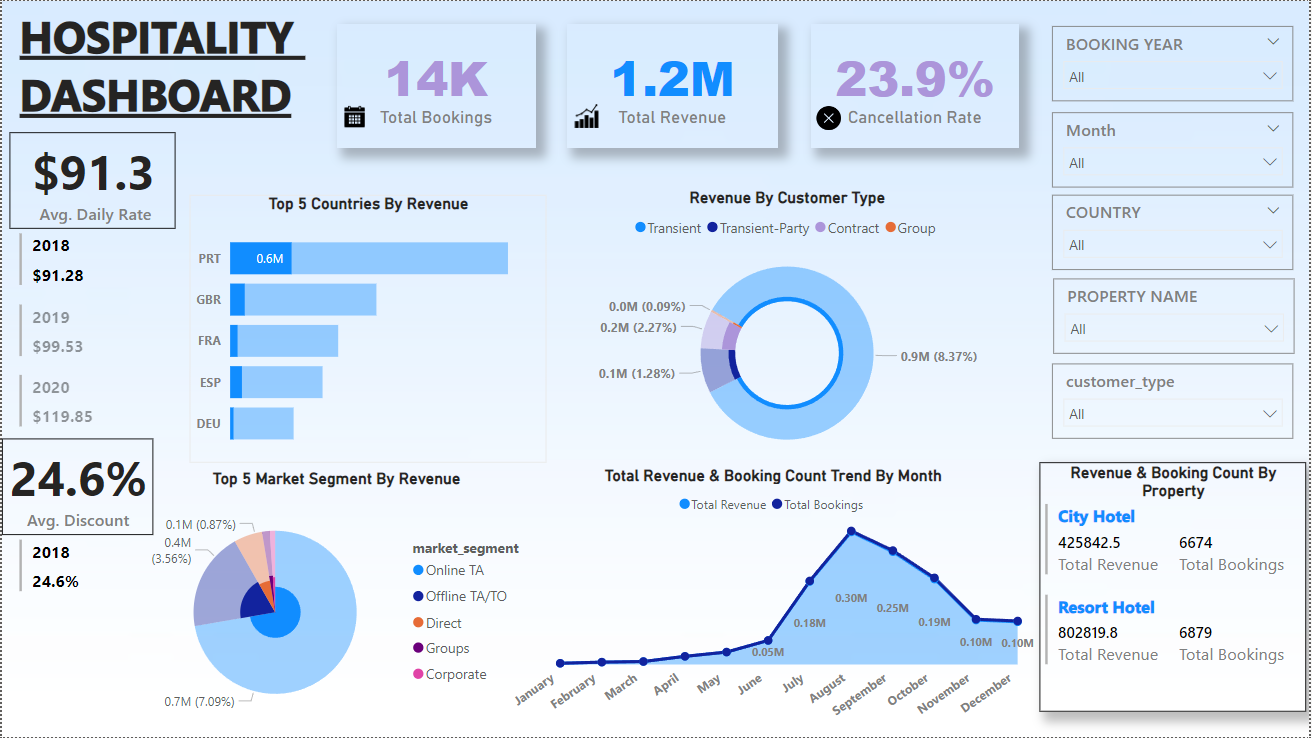 HOSPITALITY
DASHBOARD
14K
Total Bookings
1.2M
Total Revenue
23.9%
Cancellation Rate
BOOKING YEAR
All
Month
All
COUNTRY
All
PROPERTY NAME
All
customer_type
All
$91.3
Avg. Daily Rate
2018
$91.28
2019
$99.53
2020
$119.85
24.6%
Avg. Discount
2018
24.6%
Top 5 Countries By Revenue
PRT
0.6M
GBR
FRA
ESP
DEU
Revenue By Customer Type
Transient Transient-Party Contract Group
0.0M (0.09%)
0.2M (2.27%)
0.1M (1.28%)
0.9M (8.37%)
Top 5 Market Segment By Revenue
0.1M (0.87%)
0.4M
(3.56%)
0.7M (7.09%)
market_segment
Online TA
Offline TA/TO
Direct
Groups
Corporate
Total Revenue & Booking Count Trend By Month
Total Revenue Total Bookings
0.05M
0.18M
0.30M
0.25M
0.19M
0.10M
0.10M
January
February
March
April
May
June
July
August
September
October
November
December
Revenue & Booking Count By
Property
City Hotel
425842.5 6674
Total Revenue Total Bookings
Resort Hotel
802819.8 6879
Total Revenue Total Bookings